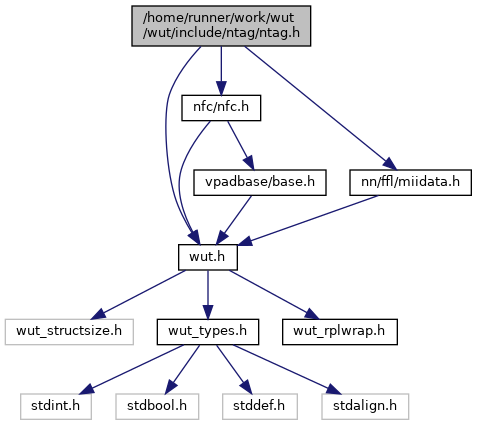 /home/runner/work/wut
/wut/include/ntag/ntag.h
nfc/nfc.h
vpadbase/base.h
nn/ffl/miidata.h
wut.h
wut_structsize.h
wut_types.h
wut_rplwrap.h
stdint.h
stdbool.h
stddef.h
stdalign.h